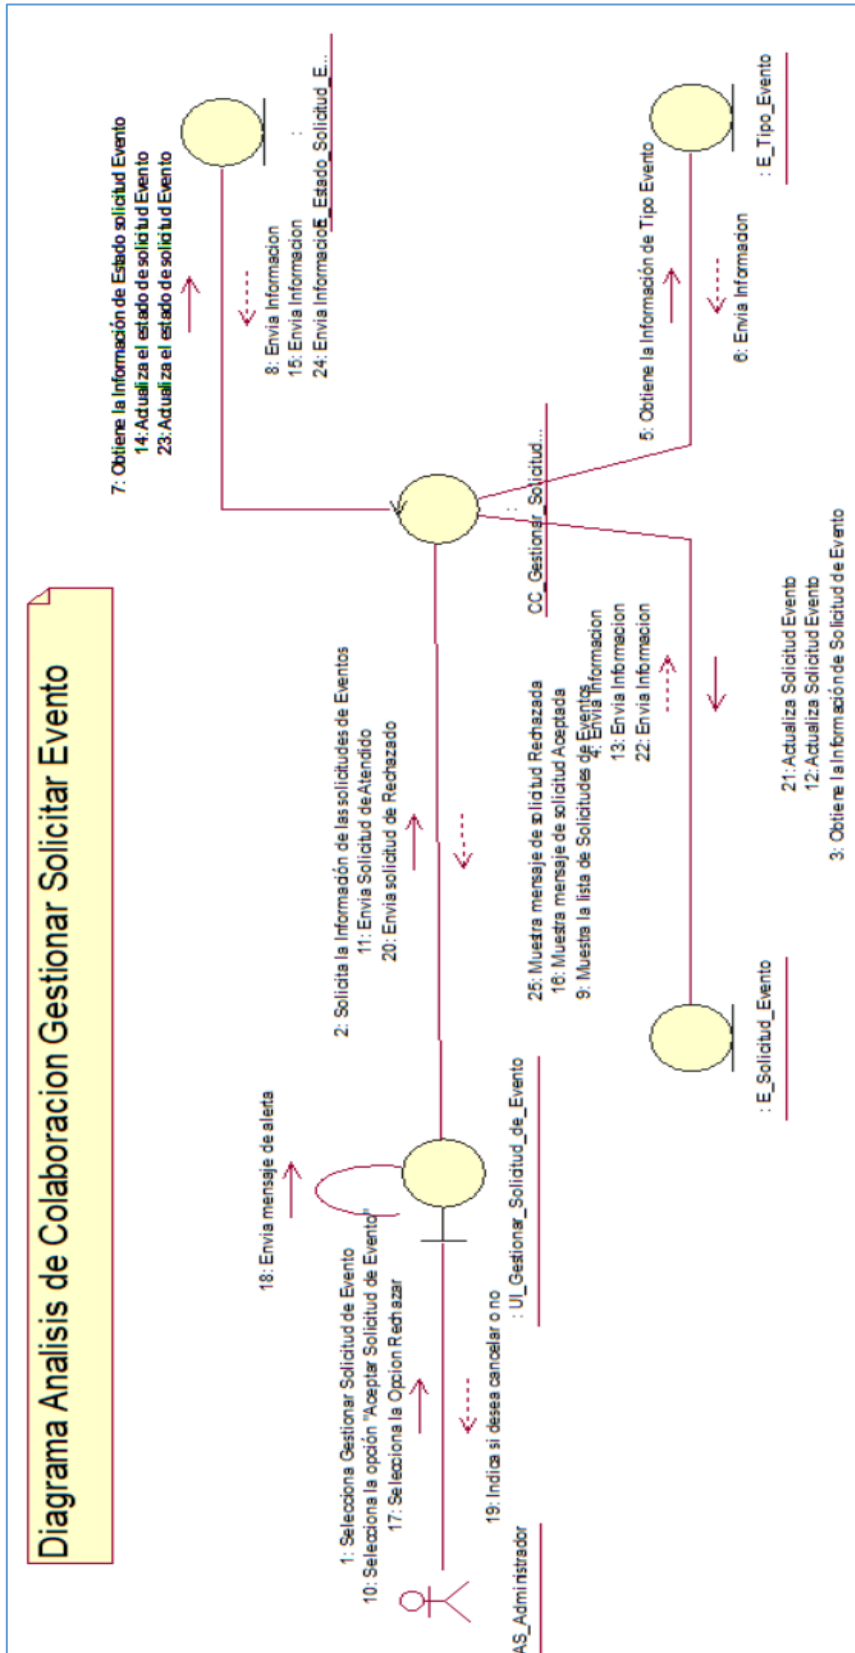 Diagrama Analisis de Colaboracion Gestionar Solicitar Evento
7: Obtiene la Información de Estado solicitud Evento
14: Actualiza el estado de solicitud Evento
23: Actualiza el estado de solicitud Evento
8: Envia Informacion
15: Envia Informacion
24: Envia Informacion
:
E_Estado_Solicitud_E...
18: Envia mensaje de alerta
1: Selecciona Gestionar Solicitud de Evento
10: Selecciona la opción "Aceptar Solicitud de Evento"
17: Selecciona la Opcion Rechazar
19: Indica si desea cancelar o no
AS_Administrador
: UI_Gestionar_Solicitud_de_Evento
2: Solicita la Información de las solicitudes de Eventos
11: Envia Solicitud de Atendido
20: Envia solicitud de Rechazado
25: Muestra mensaje de solicitud Rechazada
16: Muestra mensaje de solicitud Aceptada
9: Muestra la lista de Solicitudes de Eventos
:
CC_Gestionar_Solicitud...
4: Envia Informacion
13: Envia Informacion
22: Envia Informacion
5: Obtiene la Información de Tipo Evento
6: Envia Informacion
: E_Tipo_Evento
21: Actualiza Solicitud Evento
12: Actualiza Solicitud Evento
3: Obtiene la Información de Solicitud de Evento
: E_Solicitud_Evento